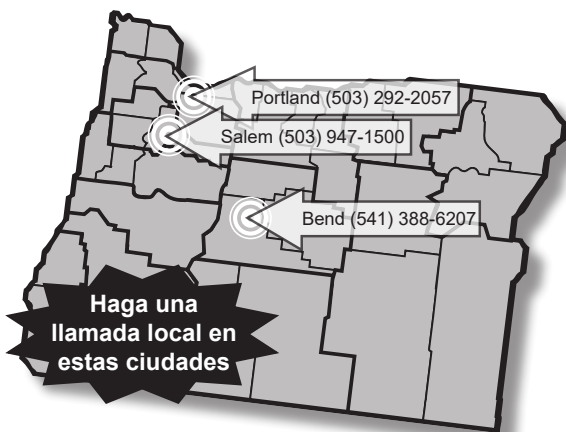 Portland (503) 292-2057
Salem (503) 947-1500
Bend (541) 388-6207
Haga una
llamada local en
estas ciudades